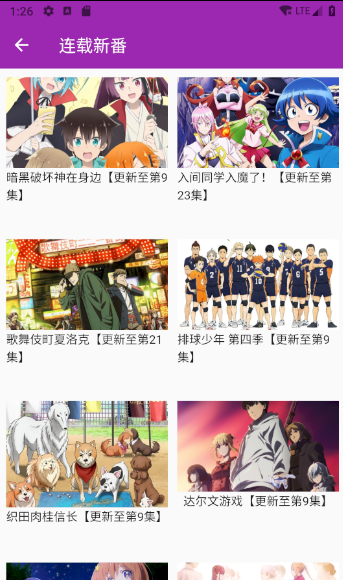 1:26
LTE
连载新番
暗黑破坏神在身边【更新至第9
集】
入间同学入魔了！【更新至第
23集】
歌舞伎町夏洛克【更新至第21
集】
排球少年 第四季【更新至第9
集】
织田肉桂信长【更新至第9集】
达尔文游戏【更新至第9集】